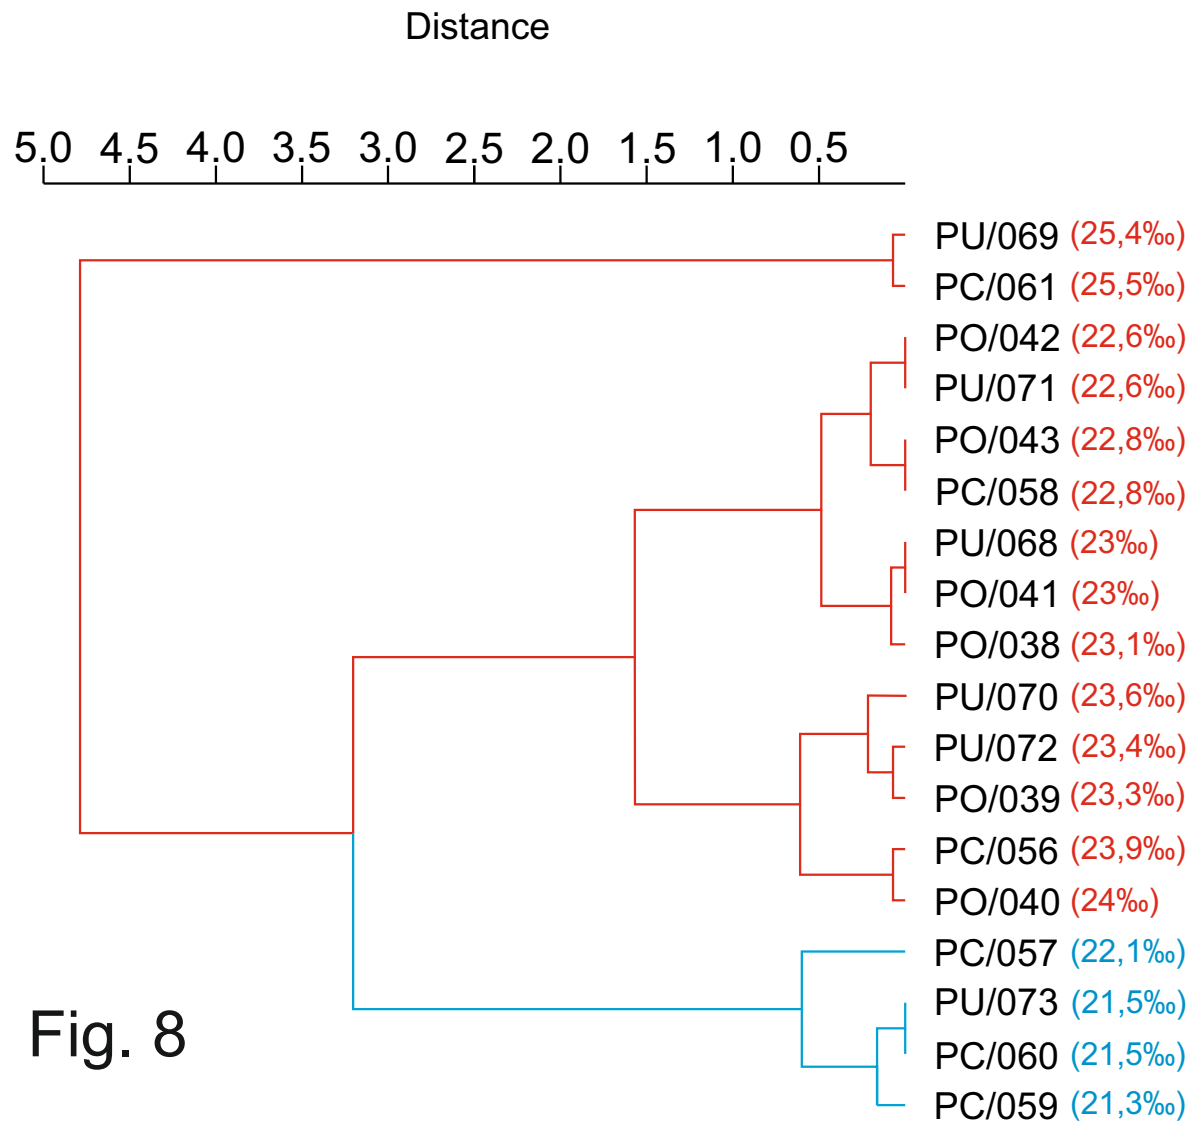 Distance
5.0 4.5 4.0 3.5 3.0 2.5 2.0 1.5 1.0 0.5
PU/069 (25,4‰)
PC/061 (25,5‰)
PO/042 (22,6‰)
PU/071 (22,6‰)
PO/043 (22,8‰)
PC/058 (22,8‰)
PU/068 (23‰)
PO/041 (23‰)
PO/038 (23,1‰)
PU/070 (23,6‰)
PU/072 (23,4‰)
PO/039 (23,3‰)
PC/056 (23,9‰)
PO/040 (24‰)
PC/057 (22,1‰)
PU/073 (21,5‰)
PC/060 (21,5‰)
PC/059 (21,3‰)
Fig. 8